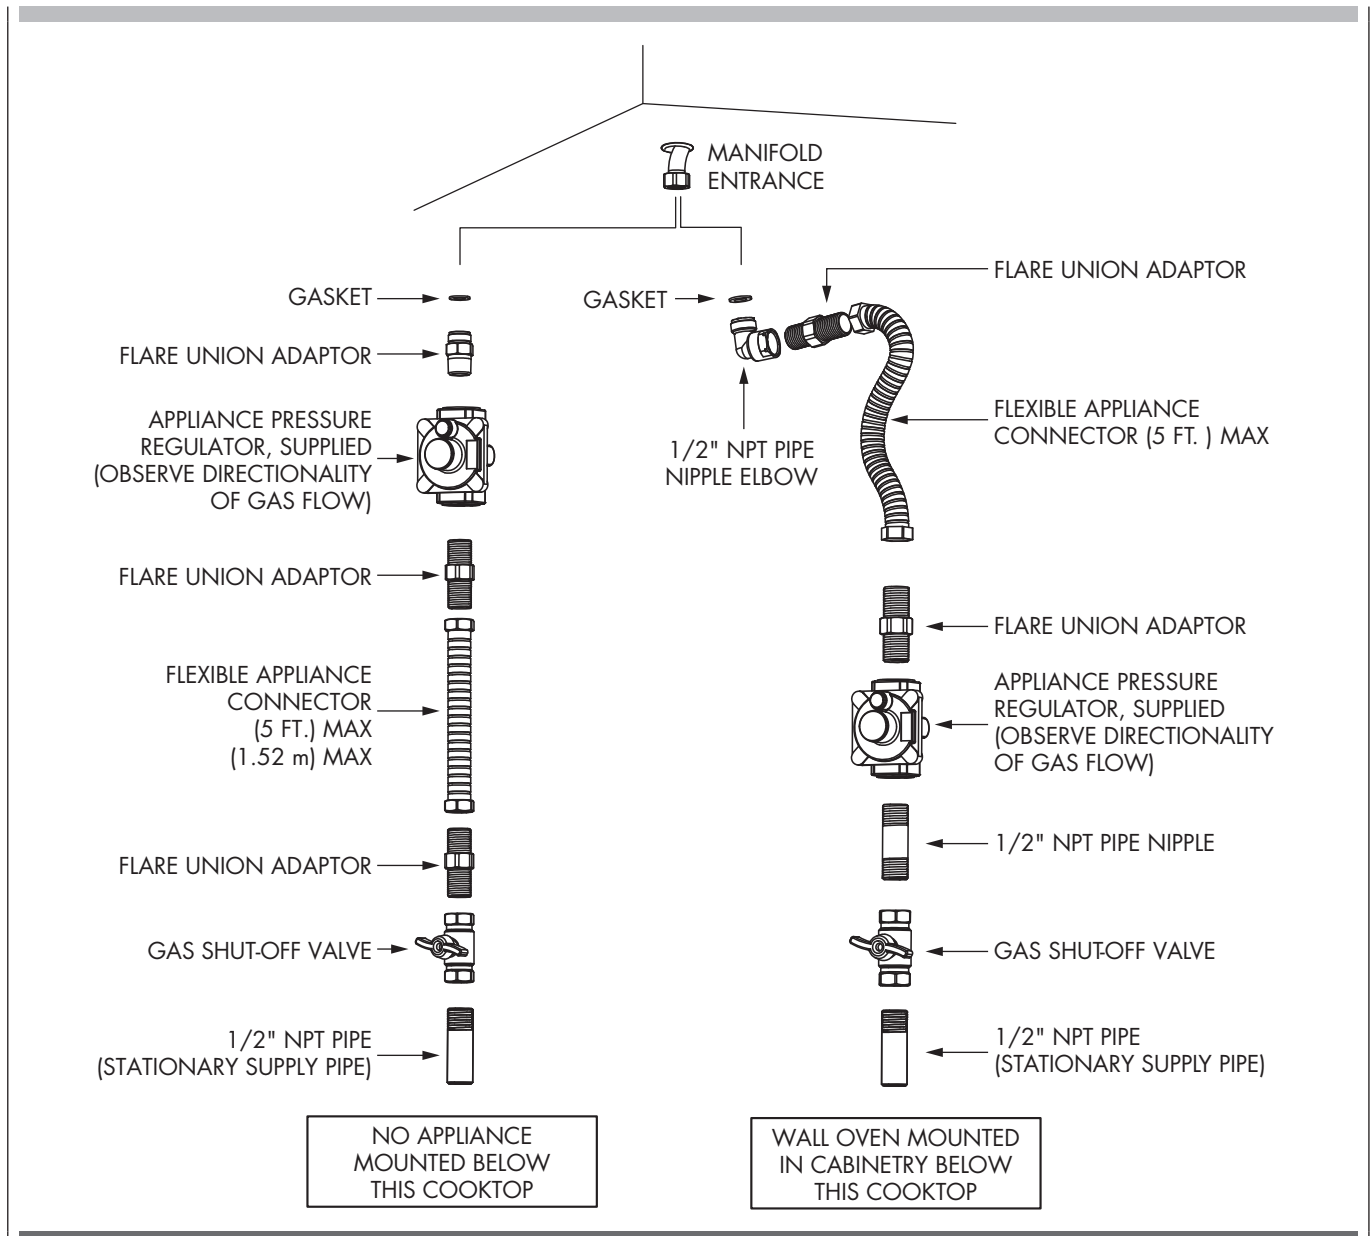 MANIFOLD
ENTRANCE
GASKET
FLARE UNION ADAPTOR
APPLIANCE PRESSURE
REGULATOR, SUPPLIED
(OBSERVE DIRECTIONALITY
OF GAS FLOW)
FLARE UNION ADAPTOR
FLEXIBLE APPLIANCE
CONNECTOR
(5 FT.) MAX
(1.52 m) MAX
FLARE UNION ADAPTOR
GAS SHUT-OFF VALVE
1/2" NPT PIPE
(STATIONARY SUPPLY PIPE)
NO APPLIANCE
MOUNTED BELOW
THIS COOKTOP
GASKET
1/2" NPT PIPE
NIPPLE ELBOW
FLARE UNION ADAPTOR
FLEXIBLE APPLIANCE
CONNECTOR (5 FT. ) MAX
FLARE UNION ADAPTOR
APPLIANCE PRESSURE
REGULATOR, SUPPLIED
(OBSERVE DIRECTIONALITY
OF GAS FLOW)
1/2" NPT PIPE NIPPLE
GAS SHUT-OFF VALVE
1/2" NPT PIPE
(STATIONARY SUPPLY PIPE)
WALL OVEN MOUNTED
IN CABINETRY BELOW
THIS COOKTOP